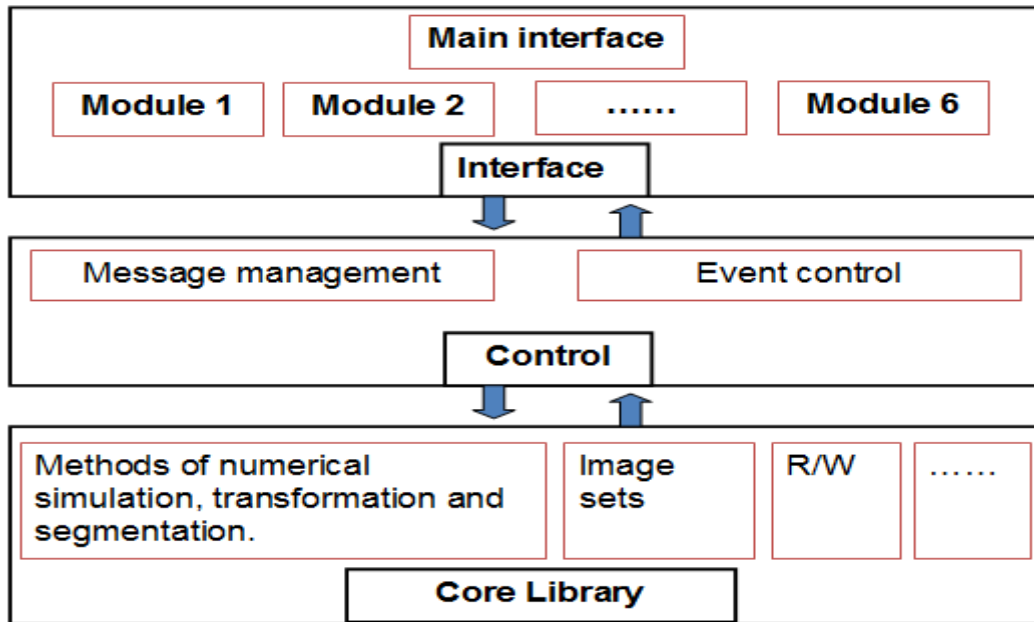 Main interface
Module 1
Module 2
......
Module 6
Interface
Message management
Event control
Control
Methods of numerical
simulation, transformation and
segmentation.
Image
sets
R/W
......
Core Library